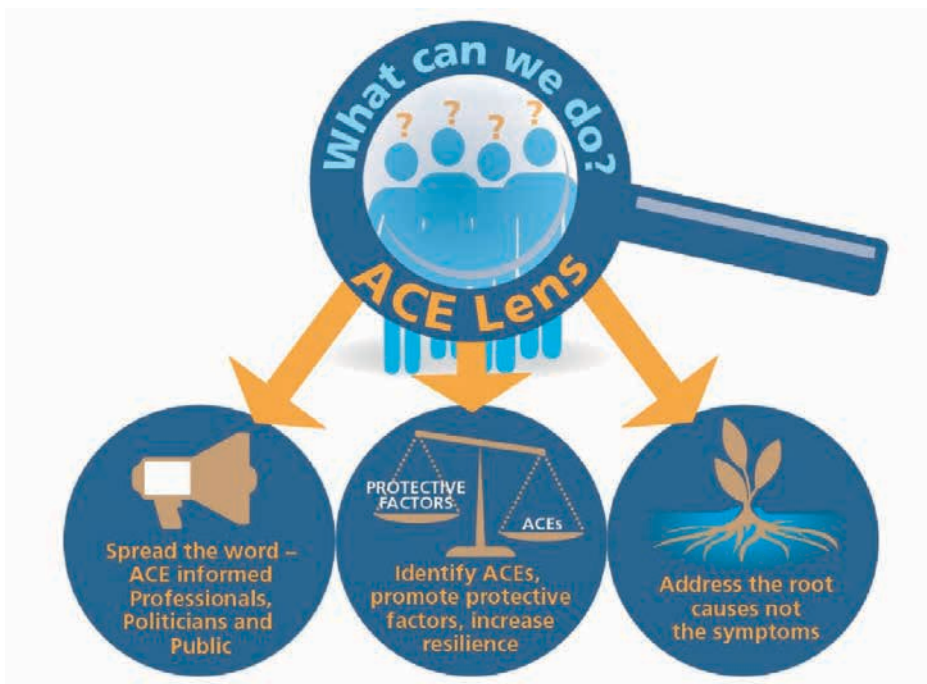 What can we do?
? ? ? ?
ACE Lens
Spread the word –
ACE informed
Professionals,
Politicians and
Public
PROTECTIVE
FACTORS
ACEs
Identify ACEs,
promote protective
factors, increase
resilience
Address the root
causes not
the symptoms